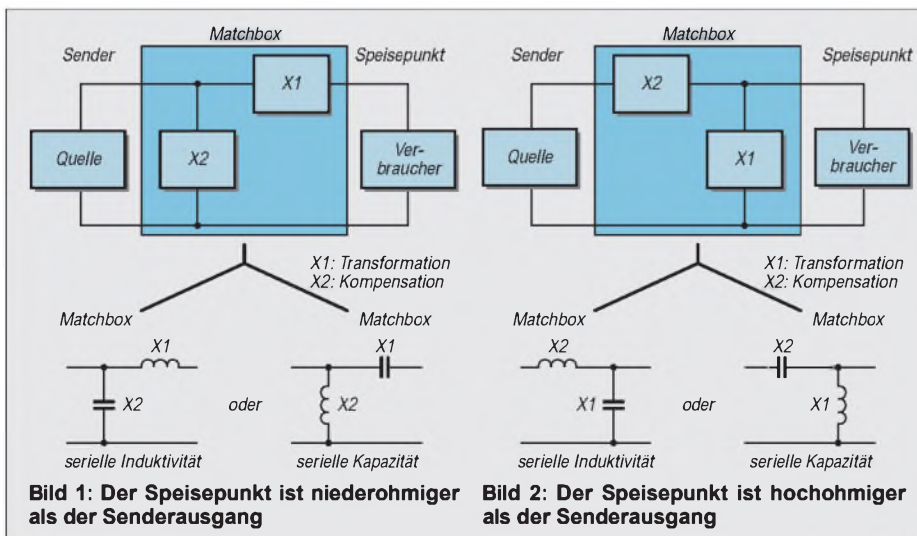 Matchbox
Sender
Speisepunkt
X1
Quelle
X2
Ver-
braucher
X1: Transformation
X2: Kompensation
Matchbox
Matchbox
X1
X2
oder
X1
X2
serielle Induktivität
serielle Kapazität
Bild 1: Der Speisepunkt ist niederohmiger
als der Senderausgang
Matchbox
Sender
Speisepunkt
X2
Quelle
X1
Ver-
braucher
X1: Transformation
X2: Kompensation
Matchbox
Matchbox
X2
X1
oder
X2
X1
serielle Induktivität
serielle Kapazität
Bild 2: Der Speisepunkt ist hochohmiger
als der Senderausgang